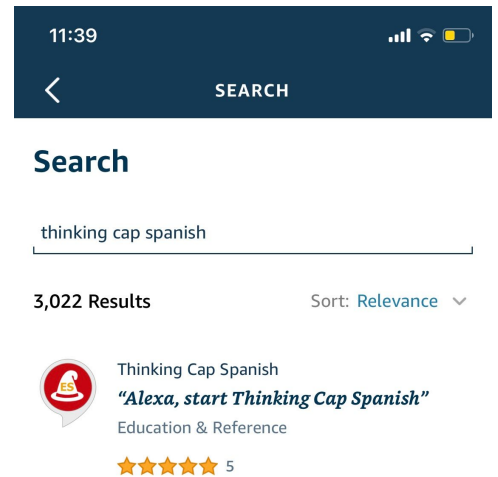 11:39
SEARCH
Search
thinking cap spanish
3,022 Results Sort: Relevance
Thinking Cap Spanish
ES
“Alexa, start Thinking Cap Spanish”
Education & Reference
5